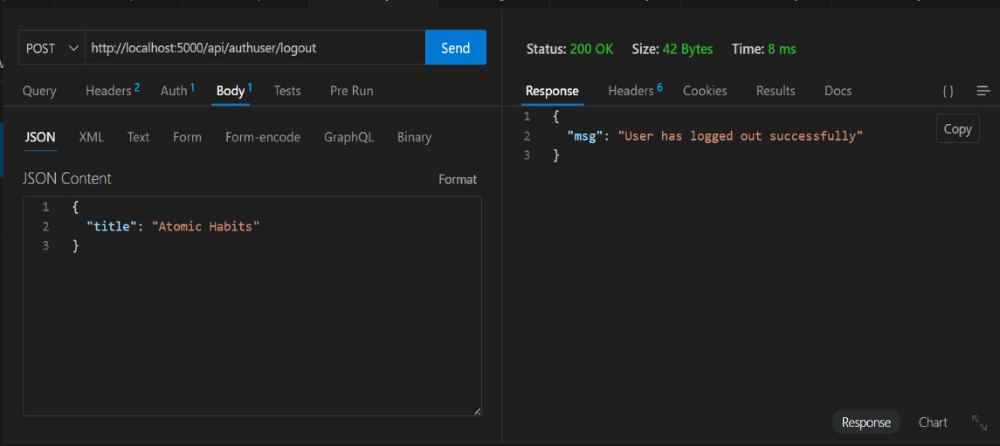 POST http://localhost:5000/api/authuser/logout Send
Query Headers 2 Auth 1 Body 1 Tests Pre Run
JSON XML Text Form Form-encode GraphQL Binary
JSON Content Format
1 {
2 "title": "Atomic Habits"
3 }
Status: 200 OK Size: 42 Bytes Time: 8 ms
Response Headers 6 Cookies Results Docs { }
1 {
2 "msg": "User has logged out successfully"
3 }
Copy
Response Chart